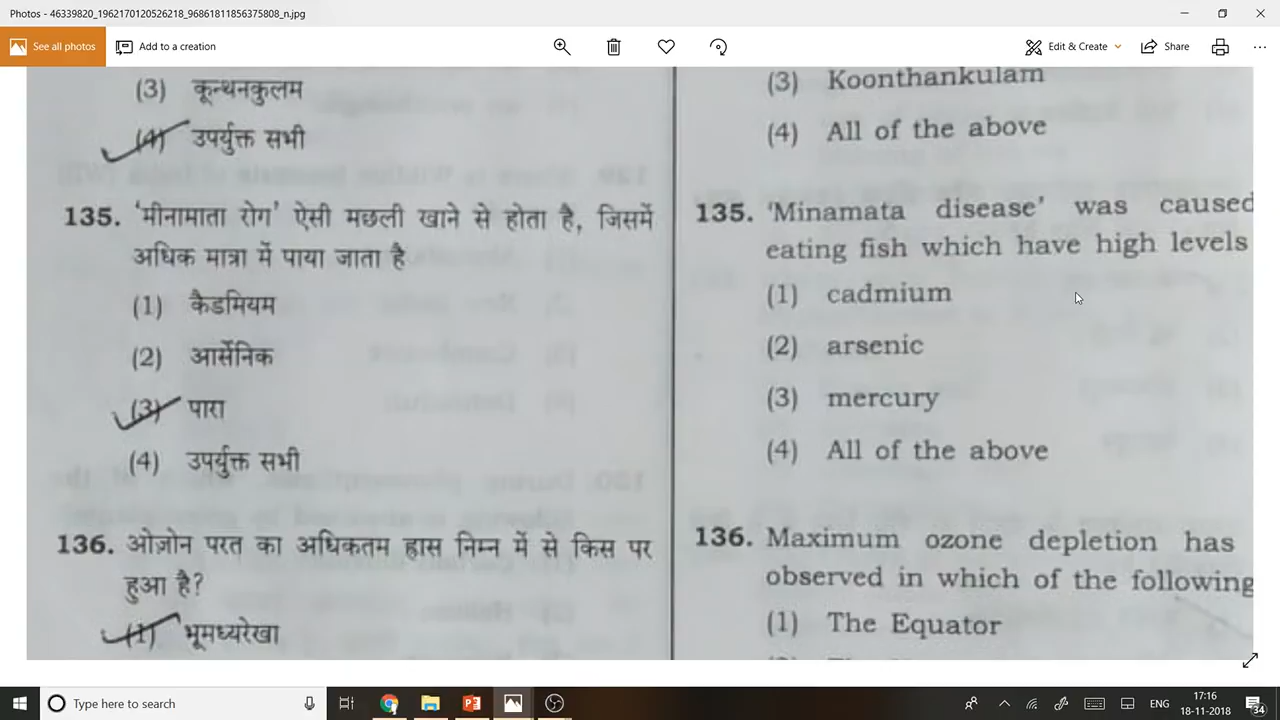 Photos - 46339820_1962170120526218_96861811856375808_n.jpg
See all photos
Add to a creation
Edit & Create
Share
(3) कून्थनकुलम
(4) उपर्युक्त सभी
135. 'मीनामाता रोग' ऐसी मछली खाने से होता है, जिसमें
अधिक मात्रा में पाया जाता है
(1) कैडमियम
(2) आर्सेनिक
(3) पारा
(4) उपर्युक्त सभी
136. ओज़ोन परत का अधिकतम ह्रास निम्न में से किस पर
हुआ है?
(1) भूमध्यरेखा
(3) Koonthankulam
(4) All of the above
135. 'Minamata disease' was caused
eating fish which have high levels
(1) cadmium
(2) arsenic
(3) mercury
(4) All of the above
136. Maximum ozone depletion has
observed in which of the following
(1) The Equator
Type here to search
ENG
17:16
18-11-2018
34